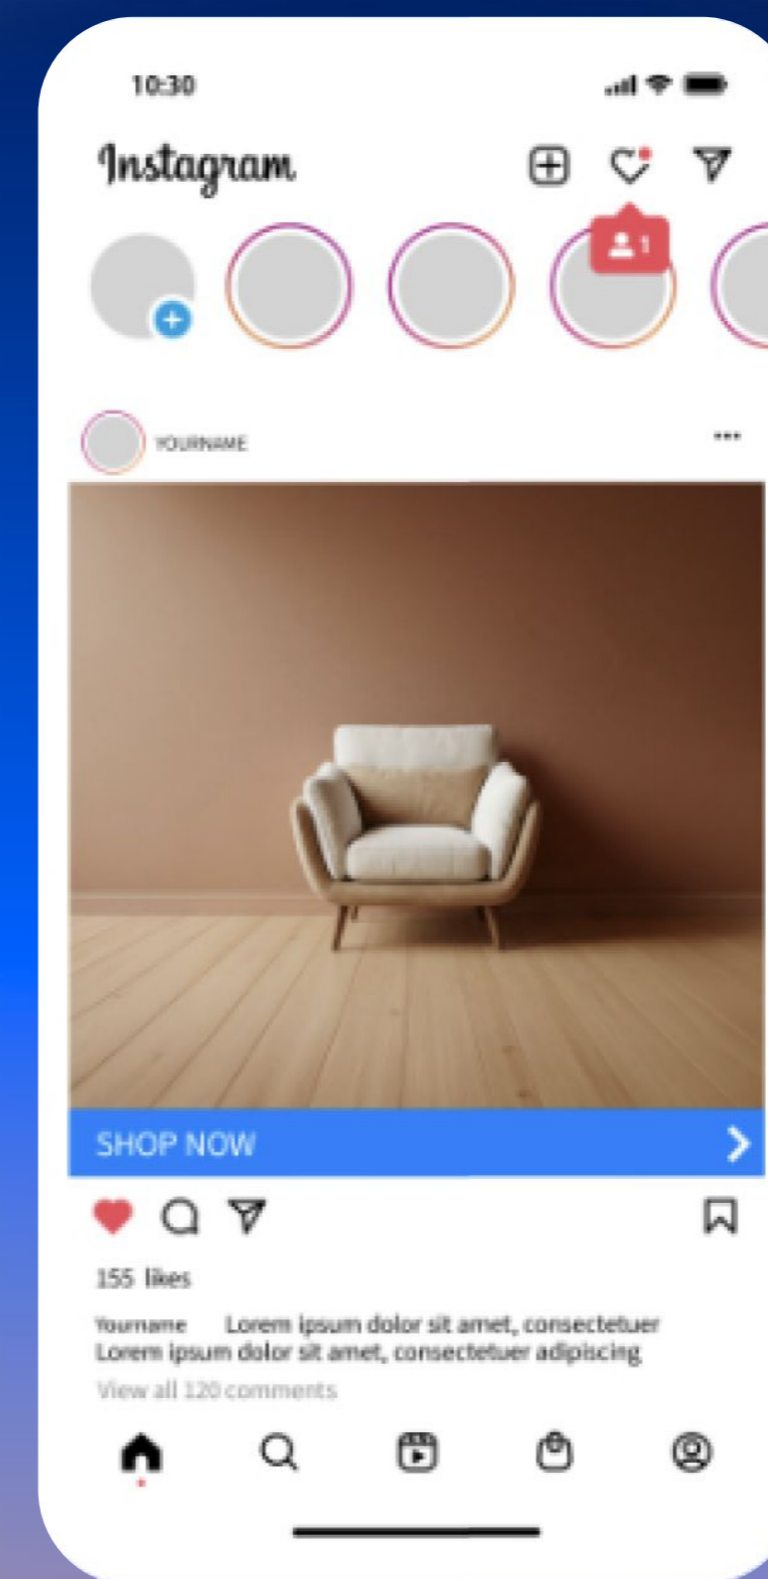 10:30
Instagram
1
YOURNAME
SHOP NOW
155 likes
Yourname Lorem ipsum dolor sit amet, consectetuer
Lorem ipsum dolor sit amet, consectetuer adipiscing
View all 120 comments